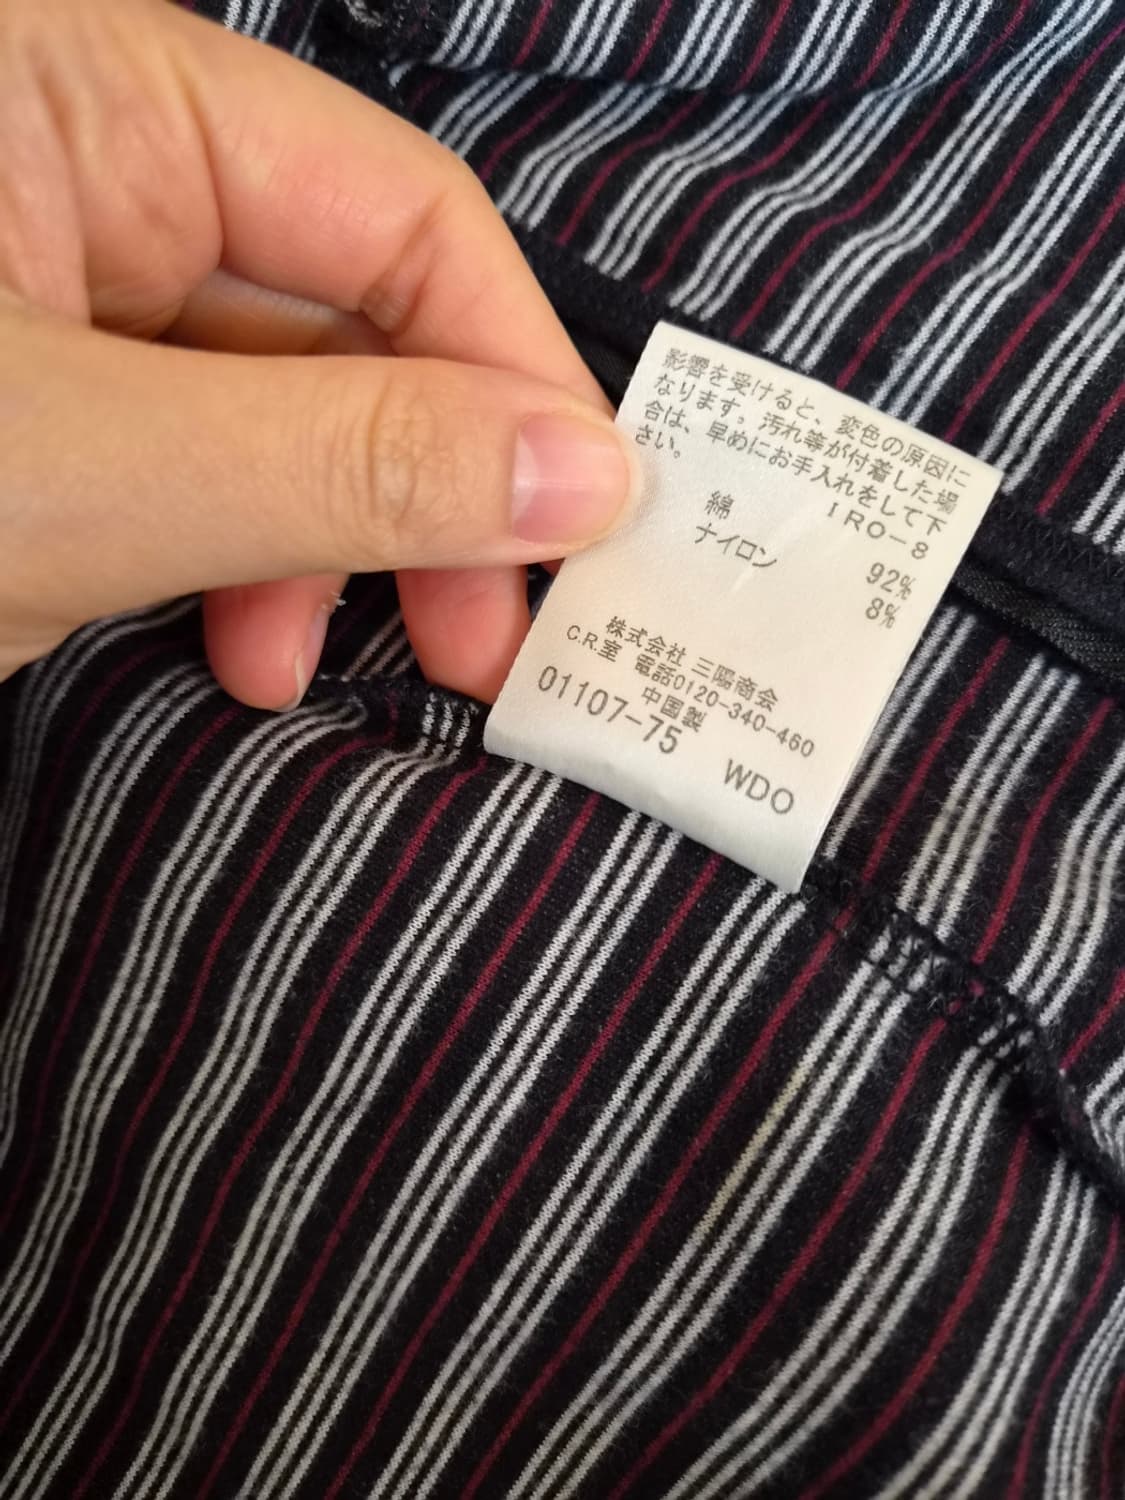 影響を受けると、変色の原因に
なります。汚れ等が付着した場
合は、早めにお手入れをして下
さい。
IRO-8
綿 92%
ナイロン 8%
株式会社 三陽商会
C.R.室 電話0120-340-460
中国製
01107-75
WDO